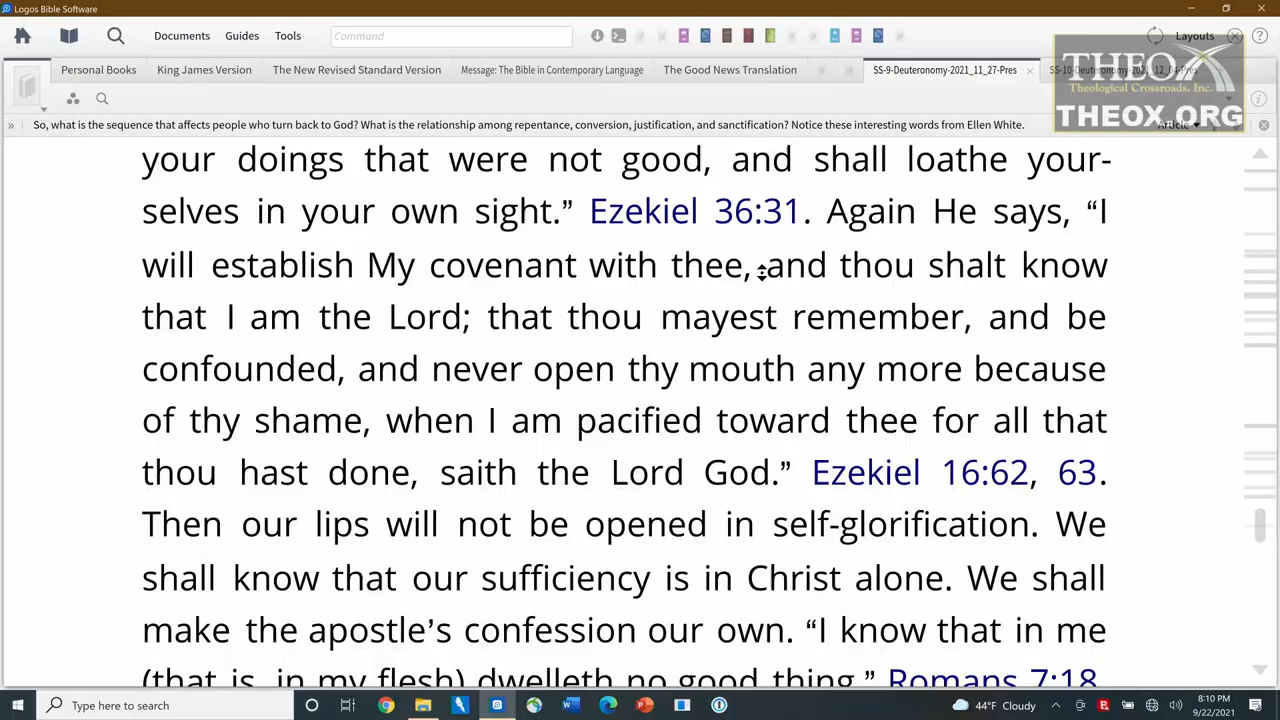 Logos Bible Software
Documents Guides Tools Command Layouts
Personal Books King James Version The New Revised Message: The Bible in Contemporary Language The Good News Translation SS-9-Deuteronomy-2021_11_27-Pres SS-10-Deuteronomy-2021_12_04-Pres
THEOX
Theological Crossroads, Inc.
THEOX.ORG
So, what is the sequence that affects people who turn back to God? What is the relationship among repentance, conversion, justification, and sanctification? Notice these interesting words from Ellen White. Article
your doings that were not good, and shall loathe your-
selves in your own sight.” Ezekiel 36:31. Again He says, “I
will establish My covenant with thee, and thou shalt know
that I am the Lord; that thou mayest remember, and be
confounded, and never open thy mouth any more because
of thy shame, when I am pacified toward thee for all that
thou hast done, saith the Lord God.” Ezekiel 16:62, 63.
Then our lips will not be opened in self-glorification. We
shall know that our sufficiency is in Christ alone. We shall
make the apostle’s confession our own. “I know that in me
(that is, in my flesh) dwelleth no good thing.” Romans 7:18.
Type here to search 44°F Cloudy 8:10 PM
9/22/2021